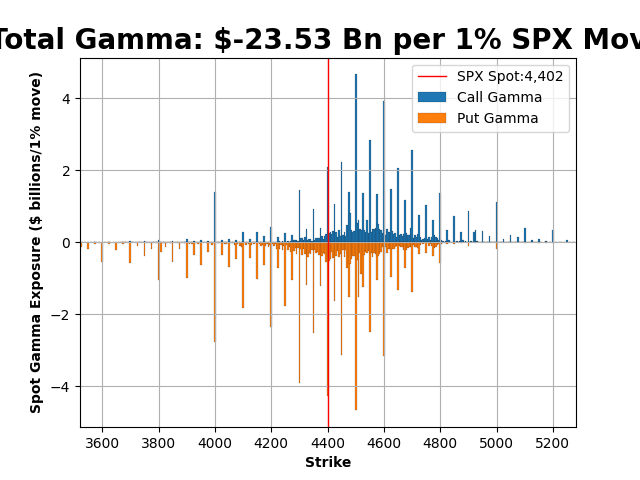 Total Gamma: $-23.53 Bn per 1% SPX Mov
SPX Spot:4,402
Call Gamma
Put Gamma
Spot Gamma Exposure ($ billions/1% move)
4
2
0
−2
−4
3600 3800 4000 4200 4400 4600 4800 5000 5200
Strike